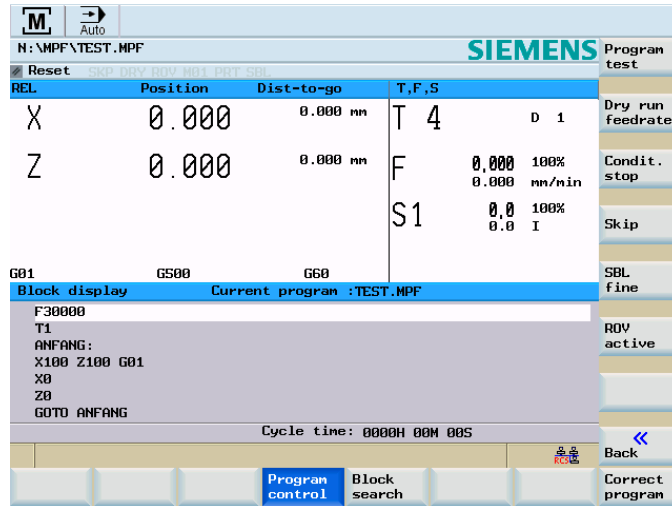 M
Auto
N:\MPF\TEST.MPF
SIEMENS
Program
test
Reset SKP DRY ROV M01 PRT SBL
REL Position Dist-to-go T,F,S
X 0.000 0.000 mm T 4 D 1
Dry run
feedrate
Z 0.000 0.000 mm F 0,000 100%
0.000 mm/min
Condit.
stop
S1 0,0 100%
0.0 I
Skip
G01 G500 G60
SBL
fine
Block display Current program :TEST.MPF
F30000
T1
ANFANG:
X100 Z100 G01
X0
Z0
GOTO ANFANG
ROV
active
Cycle time: 0000H 00M 00S
RCS
Back
Program
control
Block
search
Correct
program